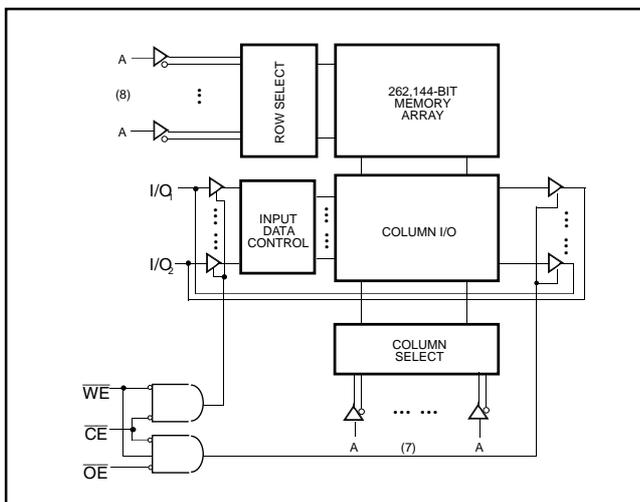 A
(8)
A
ROW SELECT
262,144-BIT
MEMORY
ARRAY
I/O1
I/O2
INPUT
DATA
CONTROL
COLUMN I/O
COLUMN
SELECT
WE
CE
OE
A
(7)
A